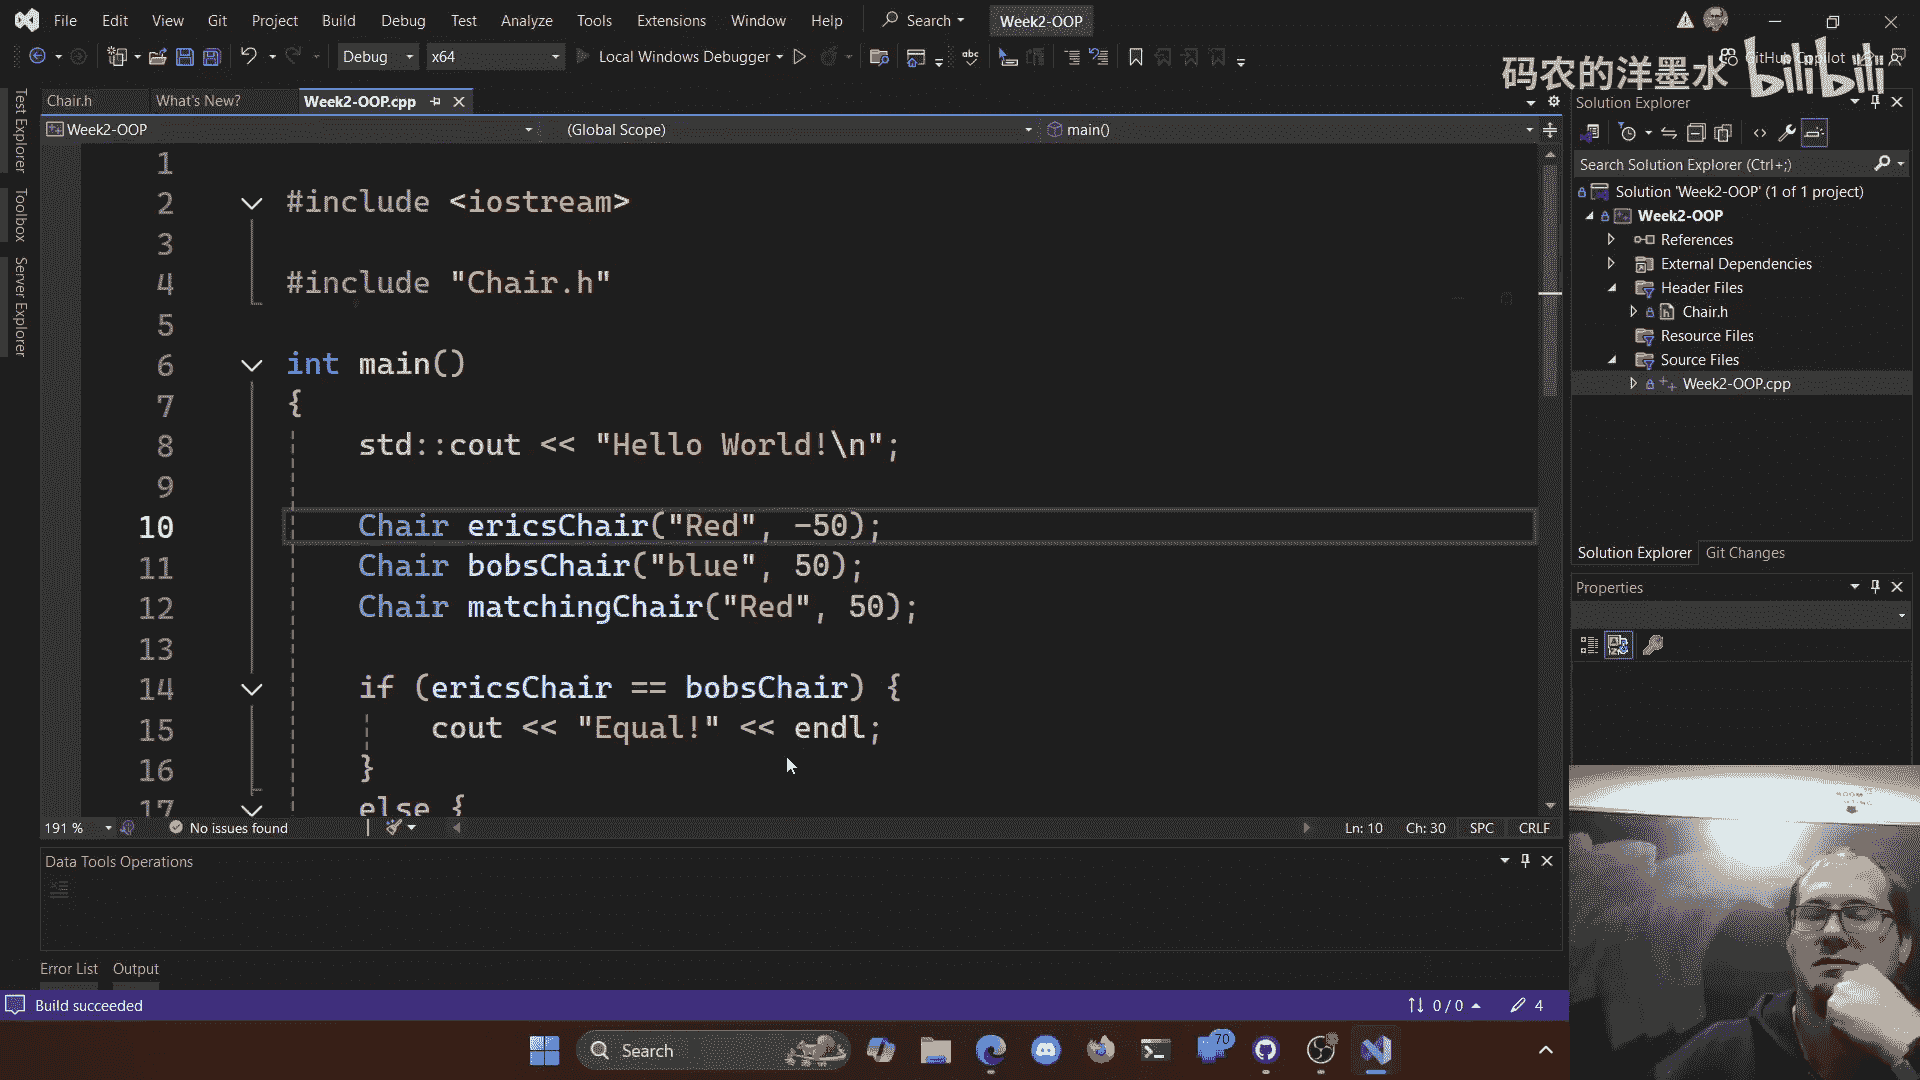 File Edit View Git Project Build Debug Test Analyze Tools Extensions Window Help Search Week2-OOP
Debug x64 Local Windows Debugger
GitHub Copilot
码农的洋墨水 bilibili
Chair.h What's New? Week2-OOP.cpp
Week2-OOP (Global Scope) main()
Test Explorer
Toolbox
Server Explorer
1
2 #include <iostream>
3
4 #include "Chair.h"
5
6 int main()
7 {
8 std::cout << "Hello World!\n";
9
10 Chair ericsChair("Red", -50);
11 Chair bobsChair("blue", 50);
12 Chair matchingChair("Red", 50);
13
14 if (ericsChair == bobsChair) {
15 cout << "Equal!" << endl;
16 }
17 else {
191 % No issues found Ln: 10 Ch: 30 SPC CRLF
Data Tools Operations
Error List Output
Build succeeded 0 / 0 4
Solution Explorer
Search Solution Explorer (Ctrl+;)
Solution 'Week2-OOP' (1 of 1 project)
Week2-OOP
References
External Dependencies
Header Files
Chair.h
Resource Files
Source Files
Week2-OOP.cpp
Solution Explorer Git Changes
Properties
Search
70